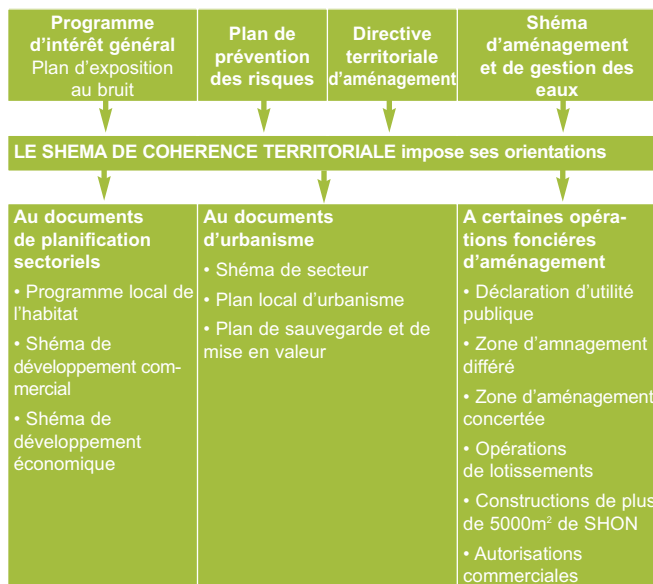 Programme
d'intérêt général
Plan d'exposition
au bruit
Plan de
prévention
des risques
Directive
territoriale
d'aménagement
Shéma
d'aménagement
et de gestion des
eaux
LE SHEMA DE COHERENCE TERRITORIALE impose ses orientations
Au documents
de planification
sectoriels
• Programme local de
l'habitat
• Shéma de
développement com-
mercial
• Shéma de
développement
économique
Au documents
d'urbanisme
• Shéma de secteur
• Plan local d'urbanisme
• Plan de sauvegarde et de
mise en valeur
A certaines opéra-
tions fonciéres
d'aménagement
• Déclaration d'utilité
publique
• Zone d'amnagement
différé
• Zone d'aménagement
concertée
• Opérations
de lotissements
• Constructions de plus
de 5000m² de SHON
• Autorisations
commerciales